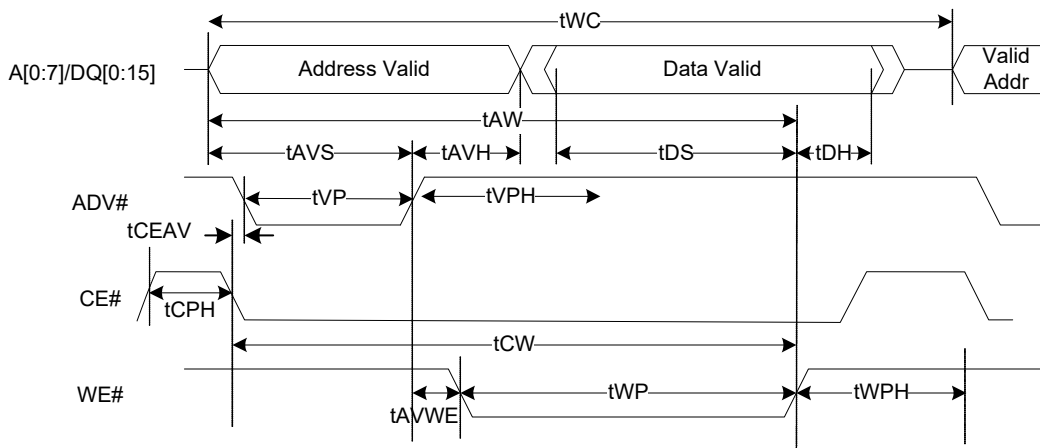 tWC
A[0:7]/DQ[0:15]
Address Valid
Data Valid
Valid
Addr
tAW
tAVS
tAVH
tDS
tDH
ADV#
tVP
tVPH
tCEAV
CE#
tCPH
tCW
WE#
tAVWE
tWP
tWPH